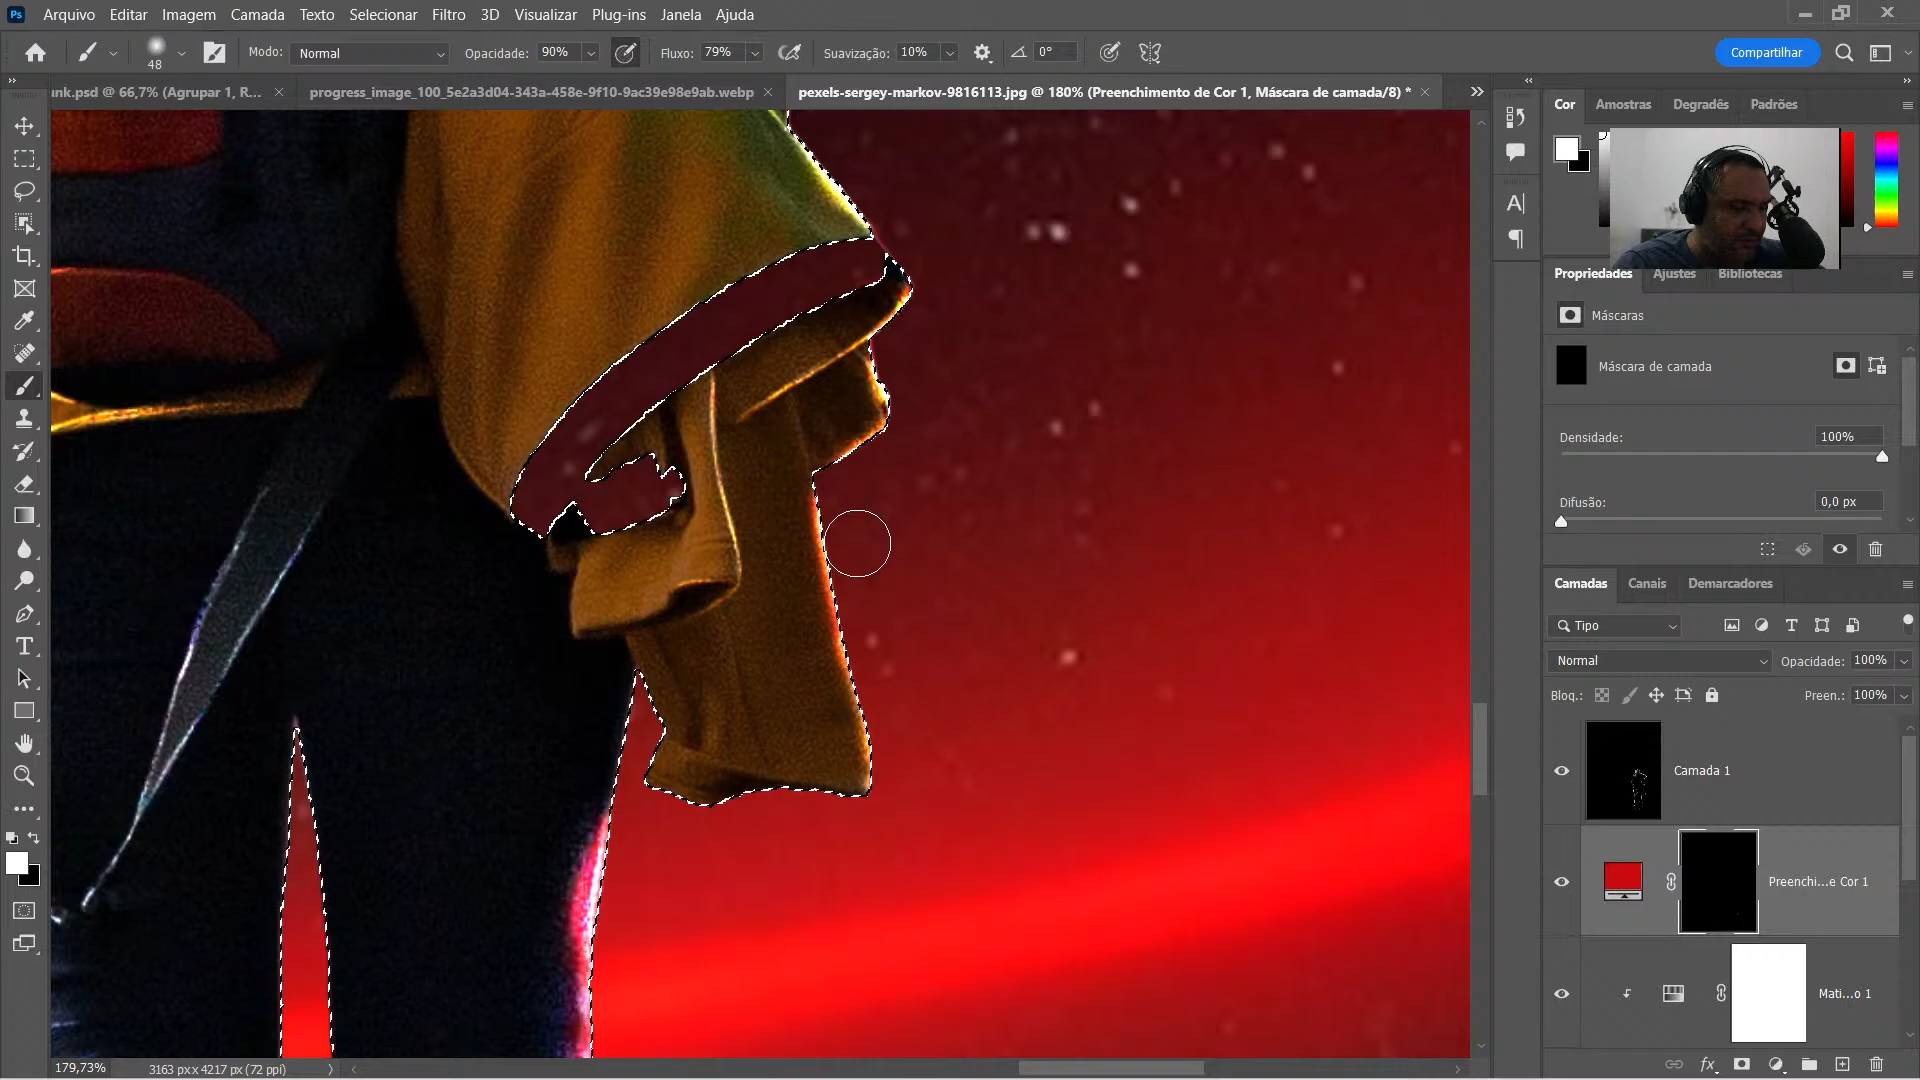 Ps Arquivo Editar Imagem Camada Texto Selecionar Filtro 3D Visualizar Plug-ins Janela Ajuda
48 Modo: Normal Opacidade: 90% Fluxo: 79% Suavização: 10% 0° Compartilhar
unk.psd @ 66,7% (Agrupar 1, R... progress_image_100_5e2a3d04-343a-458e-9f10-9ac39e98e9ab.webp pexels-sergey-markov-9816113.jpg @ 180% (Preenchimento de Cor 1, Máscara de camada/8) *
Cor Amostras Degradês Padrões
Propriedades Ajustes Bibliotecas
Máscaras
Máscara de camada
Densidade: 100%
Difusão: 0,0 px
Camadas Canais Demarcadores
Tipo
Normal Opacidade: 100%
Bloq.: Preen.: 100%
Camada 1
Preenchi...e Cor 1
Mati...o 1
179,73% 3163 px x 4217 px (72 ppi)